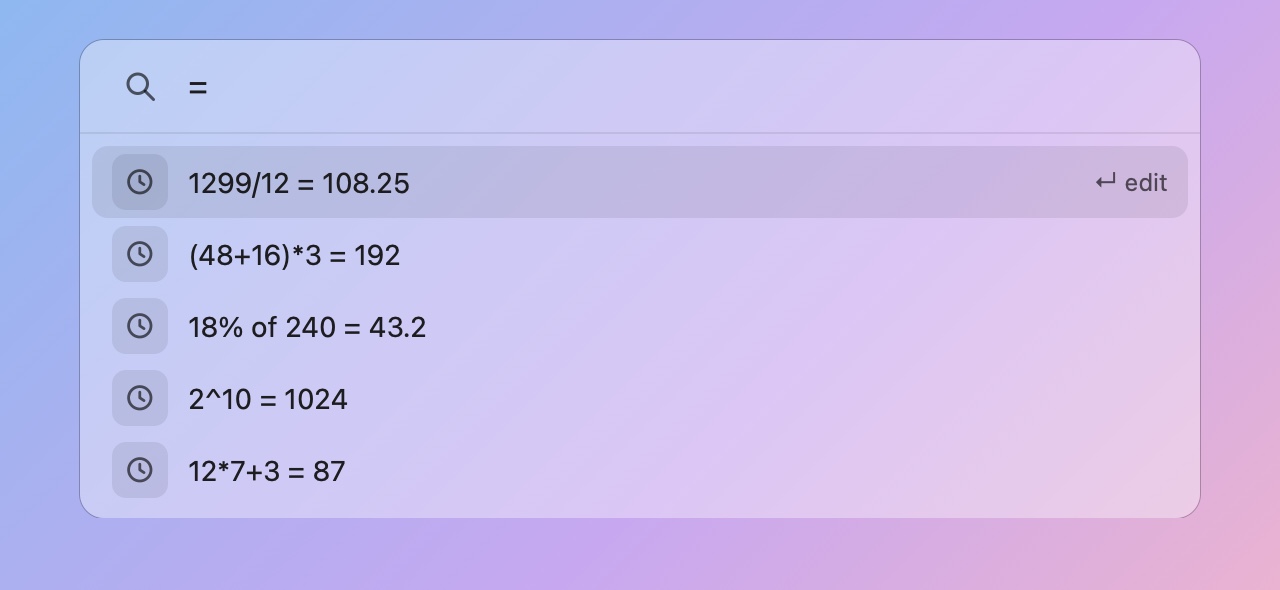 =
1299/12 = 108.25
↵ edit
(48+16)*3 = 192
18% of 240 = 43.2
2^10 = 1024
12*7+3 = 87